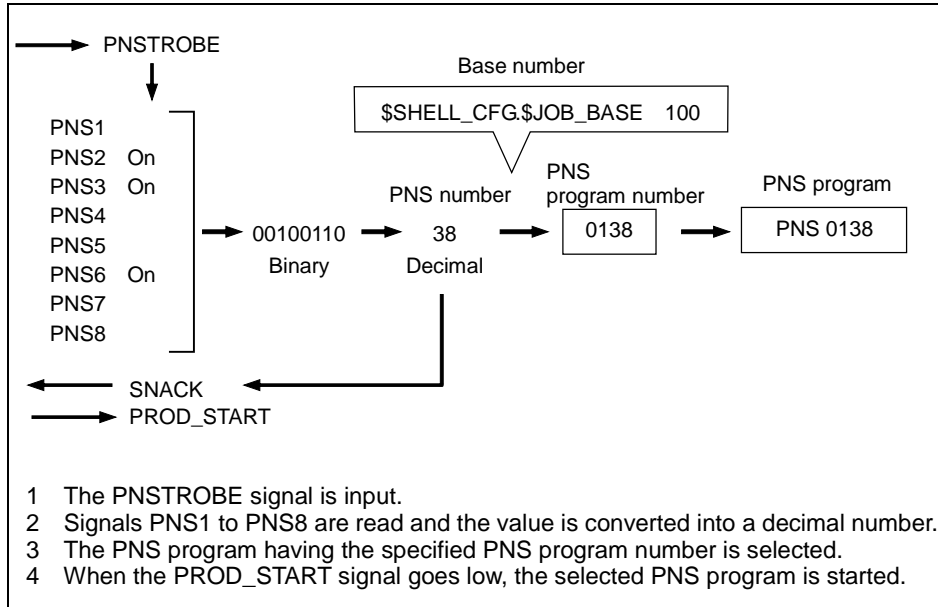 PNSTROBE
Base number
$SHELL_CFG.$JOB_BASE 100
PNS1
PNS2 On
PNS3 On
PNS4
PNS5
PNS6 On
PNS7
PNS8
00100110
Binary
PNS number
38
Decimal
PNS
program number
0138
PNS program
PNS 0138
SNACK
PROD_START
1 The PNSTROBE signal is input.
2 Signals PNS1 to PNS8 are read and the value is converted into a decimal number.
3 The PNS program having the specified PNS program number is selected.
4 When the PROD_START signal goes low, the selected PNS program is started.